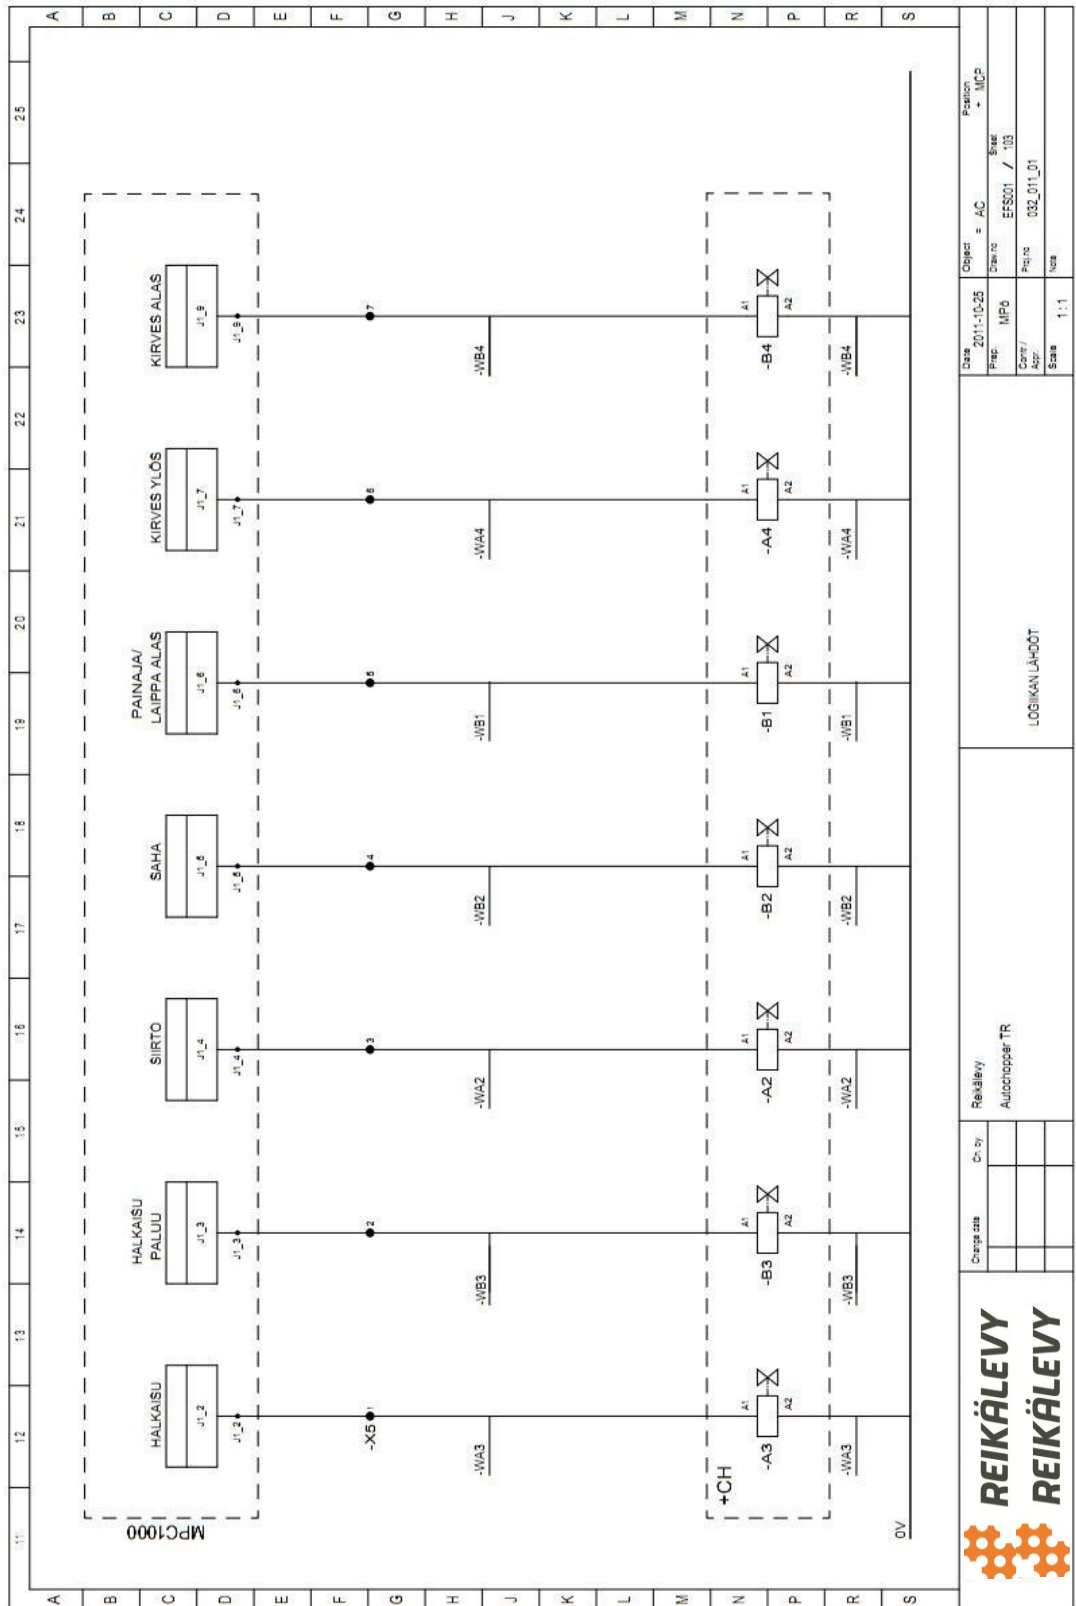 11 12 13 14 15 16 17 18 19 20 21 22 23 24 25
A A
B B
C C
D D
E E
F F
G G
H H
J J
K K
L L
M M
N N
P P
R R
S S
MPC1000
HALKAISU
HALKAISU
PALUU
SIIRTO
SAHA
PAINAJA/
LAIPPA ALAS
KIRVES YLÖS
KIRVES ALAS
J1_2 J1_3 J1_4 J1_6 J1_7 J1_9
J1_2 J1_3 J1_4 J1_6 J1_7 J1_9
-X5 1 2 3 4 5 6 7
-WA3 -WB3 -WA2 -WB2 -WB1 -WA4 -WB4
+CH
A1 A1 A1 A1 A1 A1 A1
-A3 -B3 -A2 -B2 -B1 -A4 -B4
A2 A2 A2 A2 A2 A2 A2
-WA3 -WB3 -WA2 -WB2 -WB1 -WA4 -WB4
0V
REIKÄLEVY
REIKÄLEVY
Change date Ch. by
Reikälevy
Autochopper TR
LOGIIKAN LÄHDÖT
Date 2011-10-25
Prep. MPö
Contr./
Appr.
Scale 1:1
Object = AC
Position + MCP
Draw.no EFS001 / Sheet 103
Proj.no 032_011_01
Note